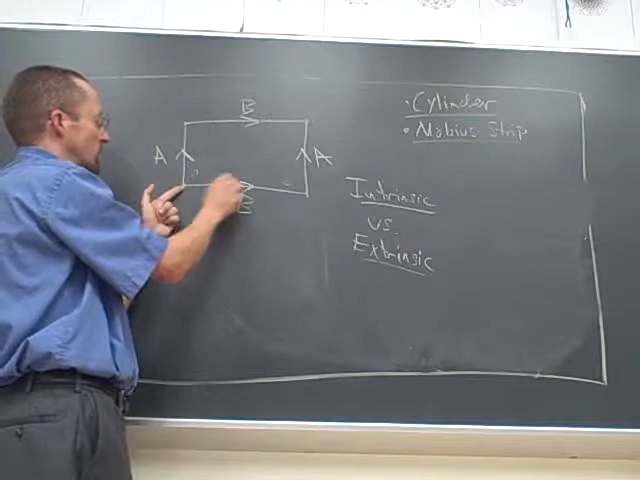 B
A
A
B
· Cylinder
· Mobius Strip
Intrinsic
vs.
Extrinsic